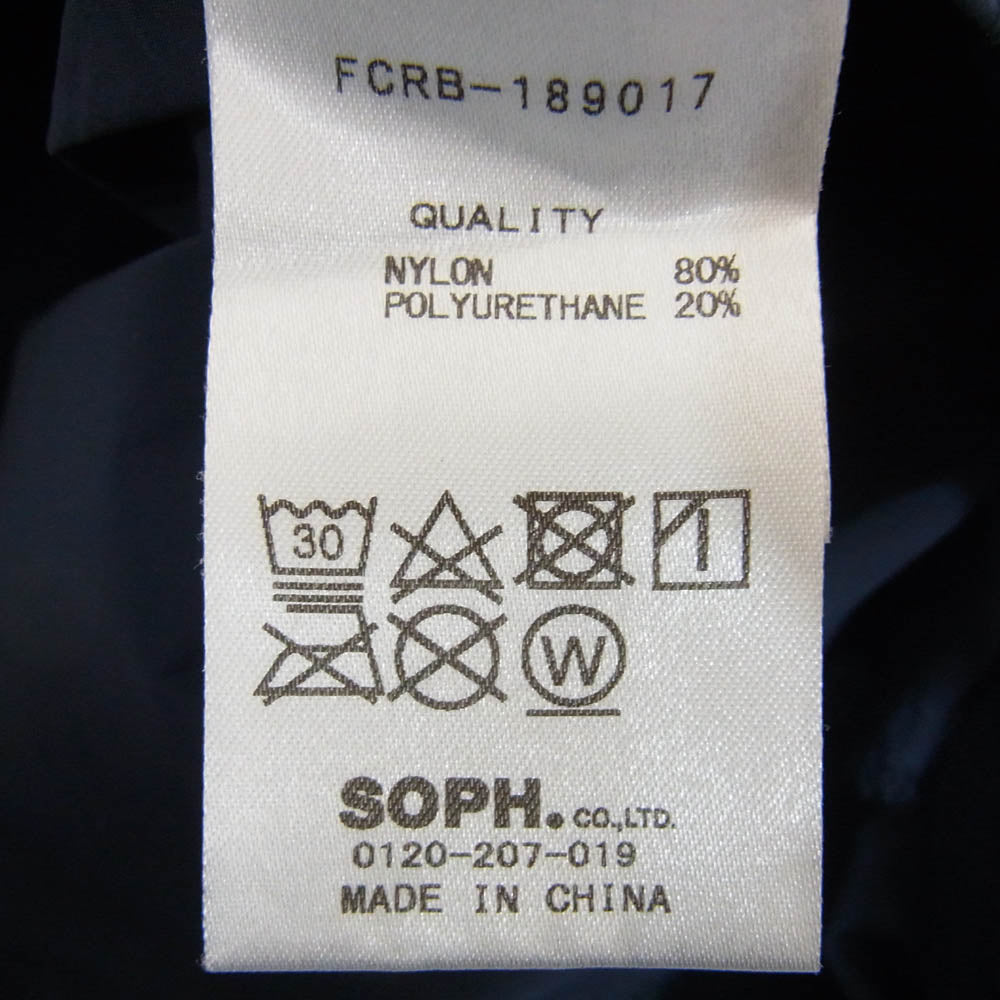 FCRB-189017
QUALITY
NYLON 80%
POLYURETHANE 20%
30
W
SOPH. CO.,LTD.
0120-207-019
MADE IN CHINA